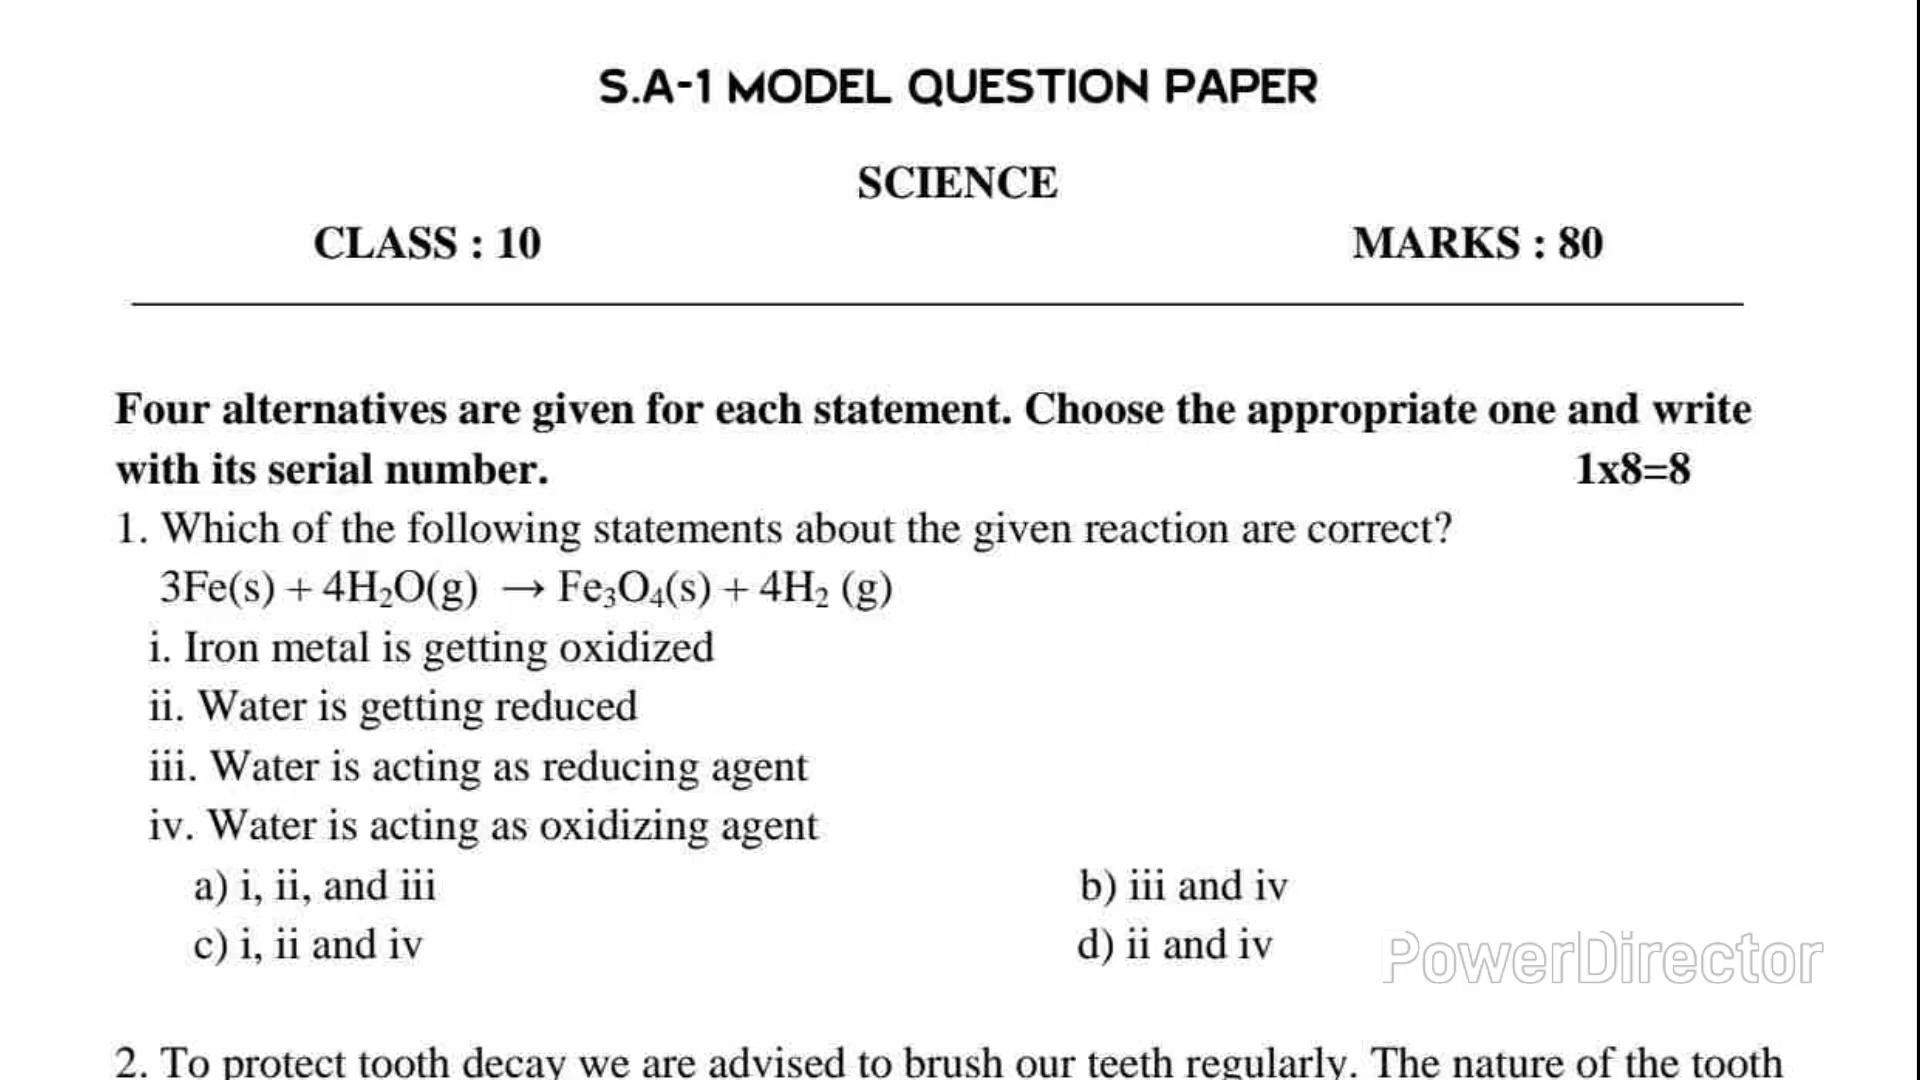 S.A-1 MODEL QUESTION PAPER
SCIENCE
CLASS : 10 MARKS : 80
Four alternatives are given for each statement. Choose the appropriate one and write
with its serial number. 1x8=8
1. Which of the following statements about the given reaction are correct?
3Fe(s) + 4H₂O(g) → Fe₃O₄(s) + 4H₂ (g)
i. Iron metal is getting oxidized
ii. Water is getting reduced
iii. Water is acting as reducing agent
iv. Water is acting as oxidizing agent
a) i, ii, and iii b) iii and iv
c) i, ii and iv d) ii and iv
PowerDirector
2. To protect tooth decay we are advised to brush our teeth regularly. The nature of the tooth